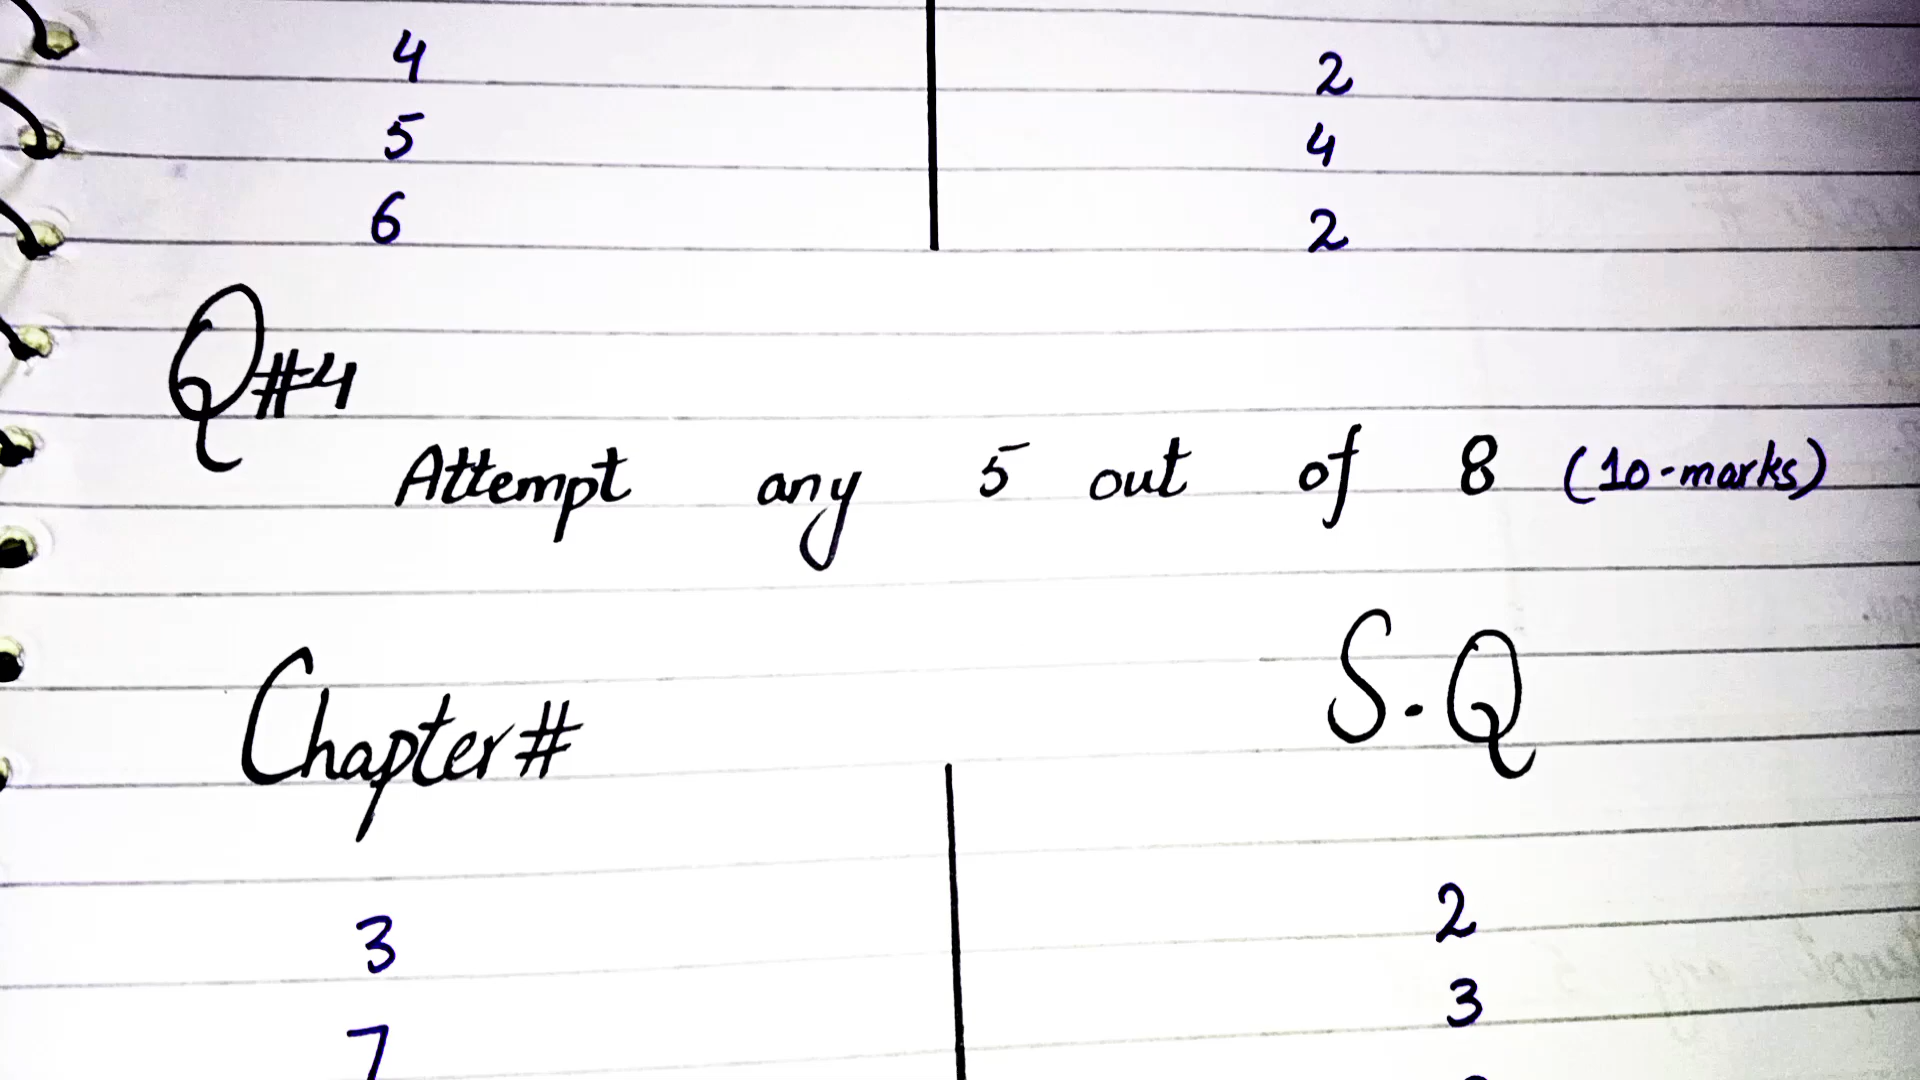 4 2
5 4
6 2
Q#4
Attempt any 5 out of 8 (10-marks)
Chapter# S.Q
3 2
7 3